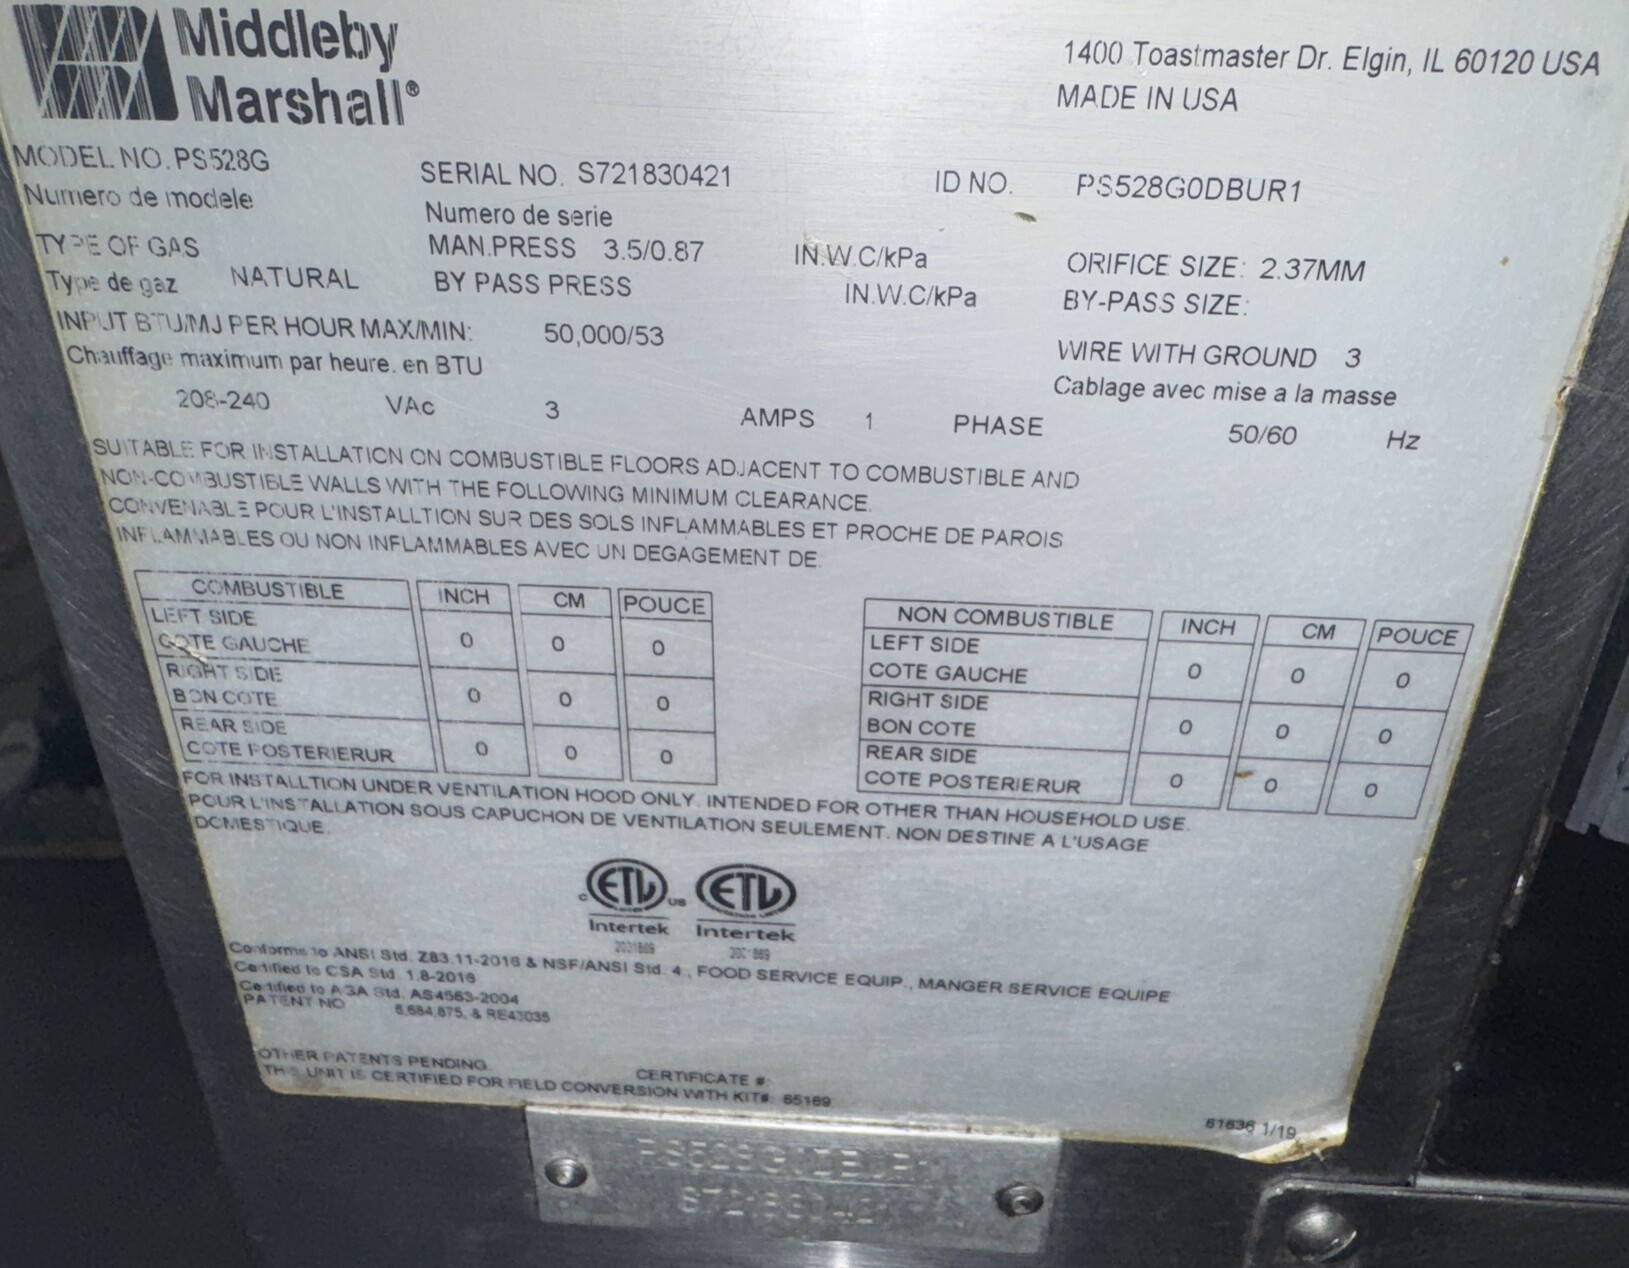 Middleby
Marshall®
1400 Toastmaster Dr. Elgin, IL 60120 USA
MADE IN USA
MODEL NO. PS528G
Numero de modele
SERIAL NO. S721830421
Numero de serie
ID NO. PS528G0DBUR1
TYPE OF GAS
Type de gaz NATURAL
MAN.PRESS 3.5/0.87 IN.W.C/kPa
BY PASS PRESS IN.W.C/kPa
ORIFICE SIZE: 2.37MM
BY-PASS SIZE:
INPUT BTU/MJ PER HOUR MAX/MIN: 50,000/53
Chauffage maximum par heure. en BTU
WIRE WITH GROUND 3
Cablage avec mise a la masse
208-240 VAC 3 AMPS 1 PHASE 50/60 Hz
SUITABLE FOR INSTALLATION ON COMBUSTIBLE FLOORS ADJACENT TO COMBUSTIBLE AND
NON-COMBUSTIBLE WALLS WITH THE FOLLOWING MINIMUM CLEARANCE.
CONVENABLE POUR L'INSTALLTION SUR DES SOLS INFLAMMABLES ET PROCHE DE PAROIS
INFLAMMABLES OU NON INFLAMMABLES AVEC UN DEGAGEMENT DE.
COMBUSTIBLE INCH CM POUCE
LEFT SIDE
COTE GAUCHE 0 0 0
RIGHT SIDE
BON COTE 0 0 0
REAR SIDE
COTE POSTERIERUR 0 0 0
NON COMBUSTIBLE INCH CM POUCE
LEFT SIDE
COTE GAUCHE 0 0 0
RIGHT SIDE
BON COTE 0 0 0
REAR SIDE
COTE POSTERIERUR 0 0 0
FOR INSTALLTION UNDER VENTILATION HOOD ONLY. INTENDED FOR OTHER THAN HOUSEHOLD USE.
POUR L'INSTALLATION SOUS CAPUCHON DE VENTILATION SEULEMENT. NON DESTINE A L'USAGE
DOMESTIQUE.
C ETL US ETL
Intertek Intertek
Conforms to ANSI Std. Z83.11-2016 & NSF/ANSI Std. 4 , FOOD SERVICE EQUIP., MANGER SERVICE EQUIPE
Certified to CSA Std. 1.8-2016
Certified to AGA Std. AS4563-2004
PATENT NO 6,684,875, & RE43035
OTHER PATENTS PENDING. CERTIFICATE #:
THIS UNIT IS CERTIFIED FOR FIELD CONVERSION WITH KIT#: 65169
61636 1/19